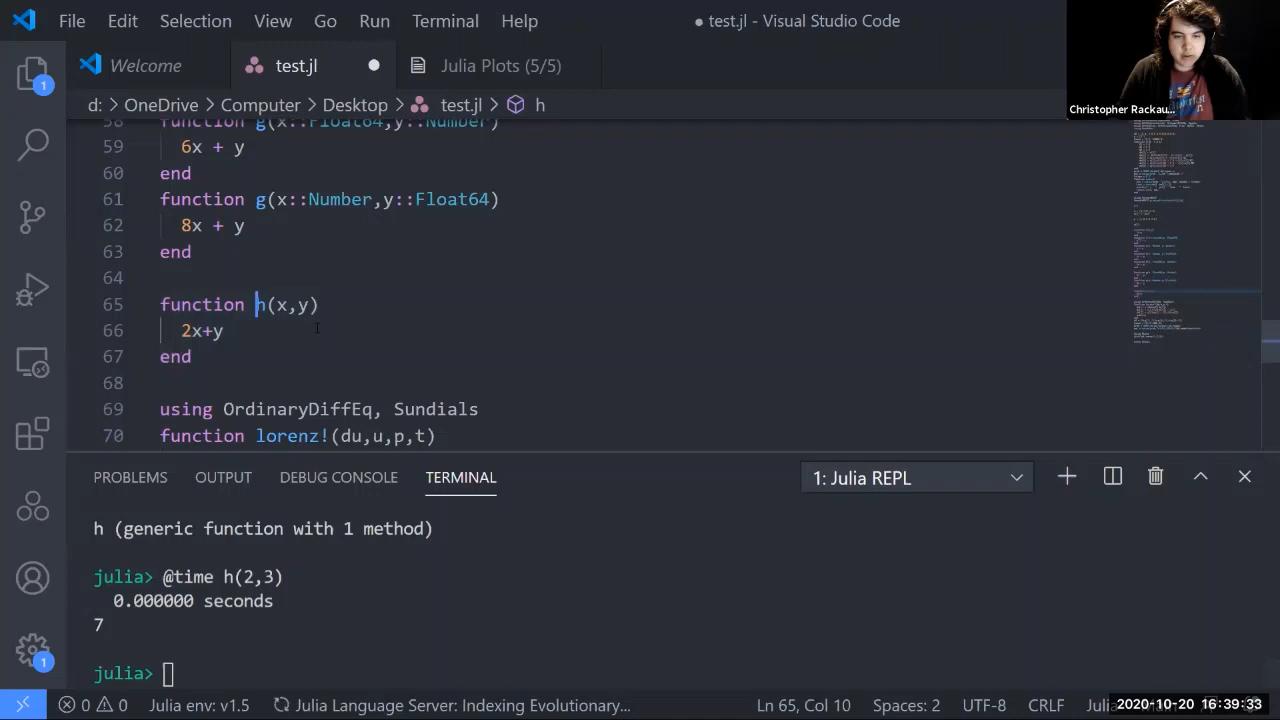 File Edit Selection View Go Run Terminal Help ● test.jl - Visual Studio Code
Welcome test.jl Julia Plots (5/5)
d: > OneDrive > Computer > Desktop > test.jl > h
Christopher Rackau...
58 function g(x::Float64,y::Number)
59 6x + y
60 end
61 function g(x::Number,y::Float64)
62 8x + y
63 end
64
65 function h(x,y)
66 2x+y
67 end
68
69 using OrdinaryDiffEq, Sundials
70 function lorenz!(du,u,p,t)
PROBLEMS OUTPUT DEBUG CONSOLE TERMINAL 1: Julia REPL
h (generic function with 1 method)
julia> @time h(2,3)
0.000000 seconds
7
julia>
1
1
0 0 Julia env: v1.5 Julia Language Server: Indexing Evolutionary... Ln 65, Col 10 Spaces: 2 UTF-8 CRLF
2020-10-20 16:39:33